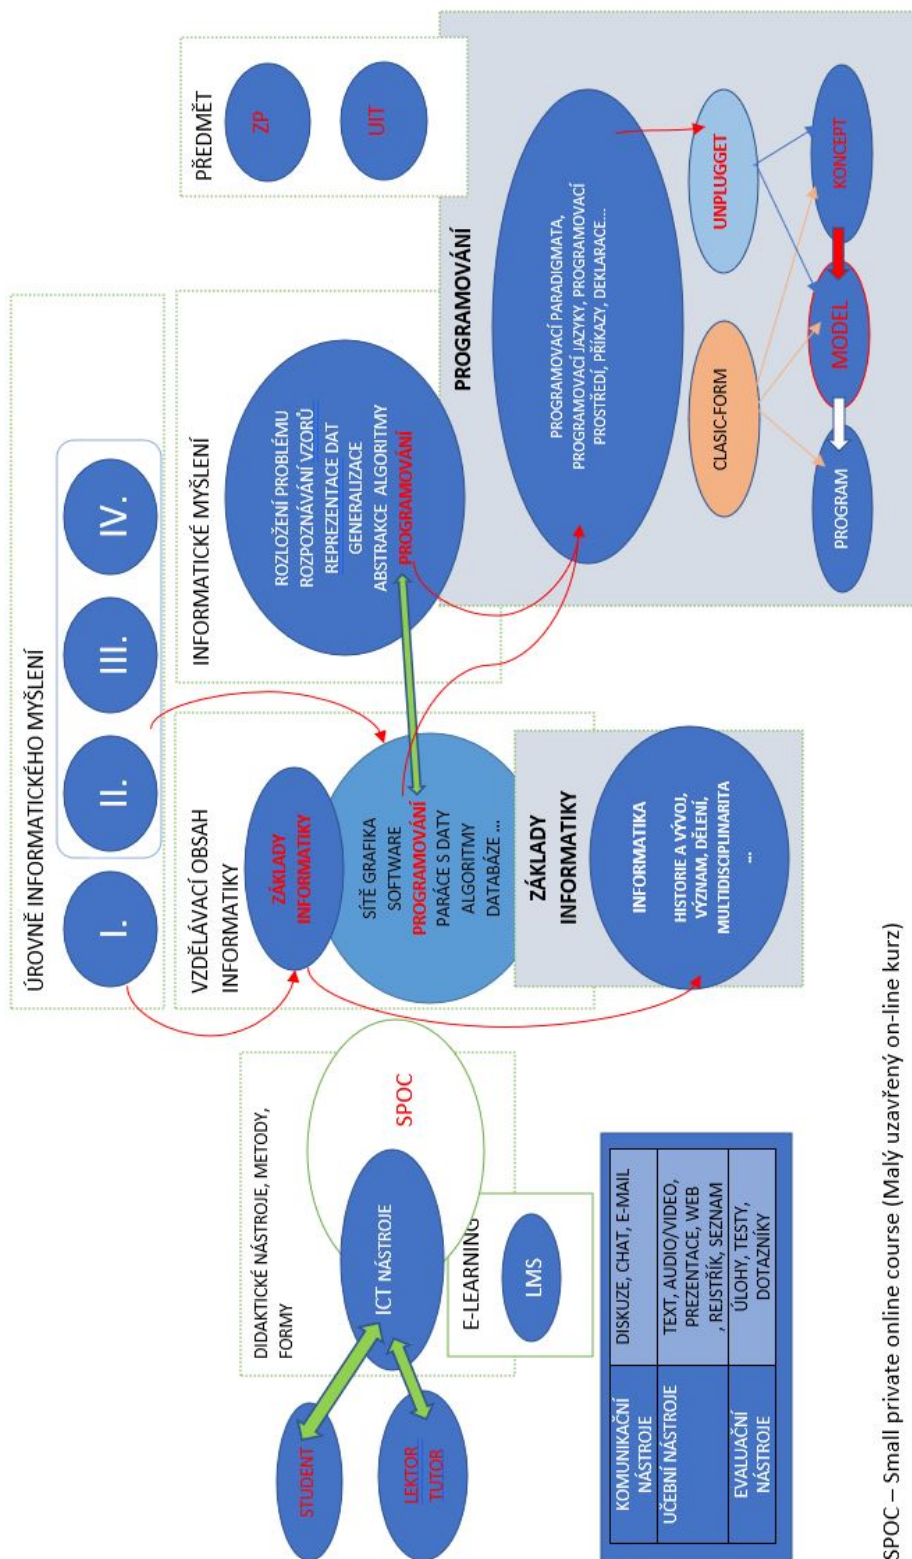 ÚROVNĚ INFORMATICKÉHO MYŠLENÍ
I.
II.
III.
IV.
PŘEDMĚT
ZP
UIT
DIDAKTICKÉ NÁSTROJE, METODY,
FORMY
STUDENT
LEKTOR
TUTOR
ICT NÁSTROJE
SPOC
E-LEARNING
LMS
VZDĚLÁVACÍ OBSAH
INFORMATIKY
ZÁKLADY
INFORMATIKY
SÍTĚ GRAFIKA
SOFTWARE
PROGRAMOVÁNÍ
PARÁCE S DATY
ALGORITMY
DATABÁZE ...
INFORMATICKÉ MYŠLENÍ
ROZLOŽENÍ PROBLÉMU
ROZPOZNÁVÁNÍ VZORŮ
REPREZENTACE DAT
GENERALIZACE
ABSTRAKCE ALGORITMY
PROGRAMOVÁNÍ
ZÁKLADY
INFORMATIKY
INFORMATIKA
HISTORIE A VÝVOJ,
VÝZNAM, DĚLENÍ,
MULTIDISCIPLINARITA
...
PROGRAMOVÁNÍ
PROGRAMOVACÍ PARADIGMATA,
PROGRAMOVACÍ JAZYKY, PROGRAMOVACÍ
PROSTŘEDÍ, PŘÍKAZY, DEKLARACE...
CLASIC-FORM
UNPLUGGET
PROGRAM
MODEL
KONCEPT
KOMUNIKAČNÍ
NÁSTROJE
DISKUZE, CHAT, E-MAIL
UČEBNÍ NÁSTROJE
TEXT, AUDIO/VIDEO,
PREZENTACE, WEB
, REJSTŘÍK, SEZNAM
EVALUAČNÍ
NÁSTROJE
ÚLOHY, TESTY,
DOTAZNÍKY
SPOC – Small private online course (Malý uzavřený on-line kurz)